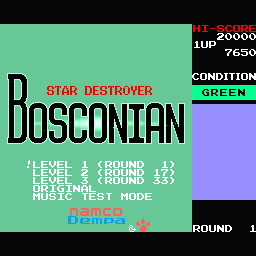 HI-SCORE
20000
1UP
7650
CONDITION
GREEN
STAR DESTROYER
BOSCONIAN
!LEVEL 1 (ROUND 1)
LEVEL 2 (ROUND 17)
LEVEL 3 (ROUND 33)
ORIGINAL
MUSIC TEST MODE
namco
Dempa
&
ROUND 1